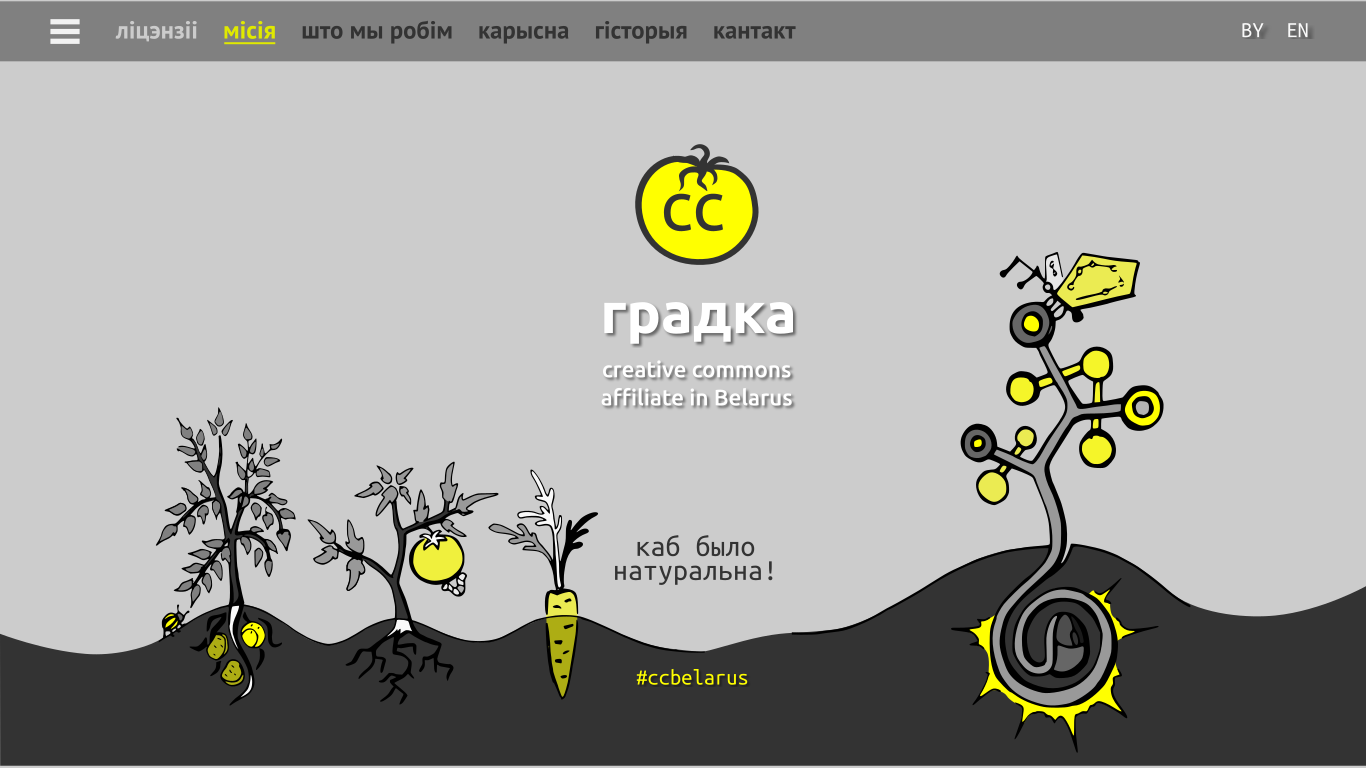 ліцэнзіі місія што мы робім карысна гісторыя кантакт BY EN
CC
градка
creative commons
affiliate in Belarus
каб было
натуральна!
#ccbelarus